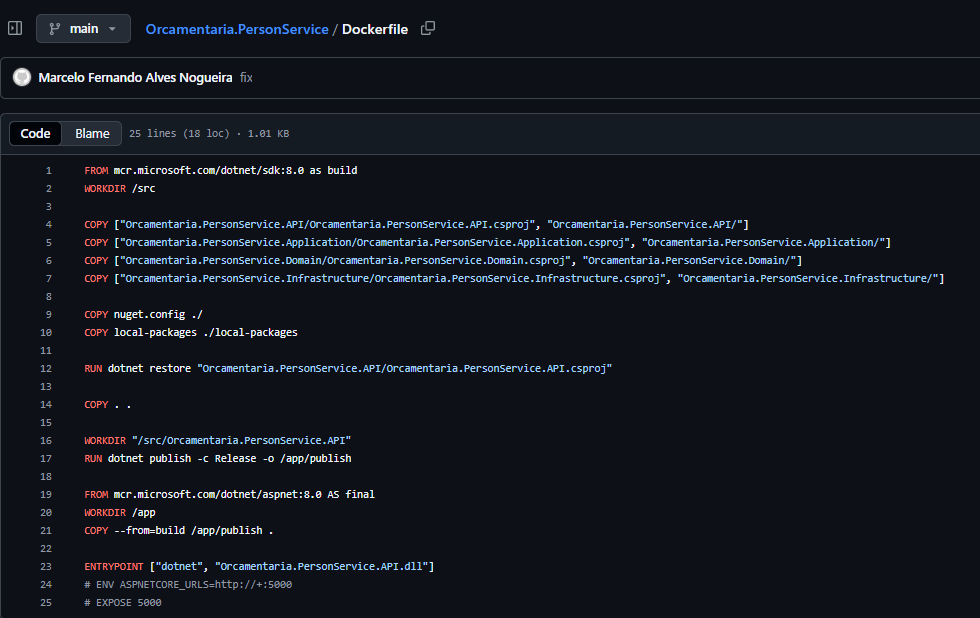 main
Orcamentaria.PersonService / Dockerfile
Marcelo Fernando Alves Nogueira fix
Code Blame 25 lines (18 loc) · 1.01 KB
1 FROM mcr.microsoft.com/dotnet/sdk:8.0 as build
2 WORKDIR /src
3
4 COPY ["Orcamentaria.PersonService.API/Orcamentaria.PersonService.API.csproj", "Orcamentaria.PersonService.API/"]
5 COPY ["Orcamentaria.PersonService.Application/Orcamentaria.PersonService.Application.csproj", "Orcamentaria.PersonService.Application/"]
6 COPY ["Orcamentaria.PersonService.Domain/Orcamentaria.PersonService.Domain.csproj", "Orcamentaria.PersonService.Domain/"]
7 COPY ["Orcamentaria.PersonService.Infrastructure/Orcamentaria.PersonService.Infrastructure.csproj", "Orcamentaria.PersonService.Infrastructure/"]
8
9 COPY nuget.config ./
10 COPY local-packages ./local-packages
11
12 RUN dotnet restore "Orcamentaria.PersonService.API/Orcamentaria.PersonService.API.csproj"
13
14 COPY . .
15
16 WORKDIR "/src/Orcamentaria.PersonService.API"
17 RUN dotnet publish -c Release -o /app/publish
18
19 FROM mcr.microsoft.com/dotnet/aspnet:8.0 AS final
20 WORKDIR /app
21 COPY --from=build /app/publish .
22
23 ENTRYPOINT ["dotnet", "Orcamentaria.PersonService.API.dll"]
24 # ENV ASPNETCORE_URLS=http://+:5000
25 # EXPOSE 5000